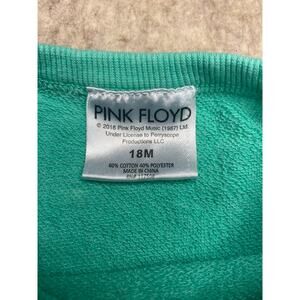 PINK FLOYD
© 2018 Pink Floyd Music (1987) Ltd.
Under License to Perryscope
Productions LLC
18M
60% COTTON 40% POLYESTER
MADE IN CHINA